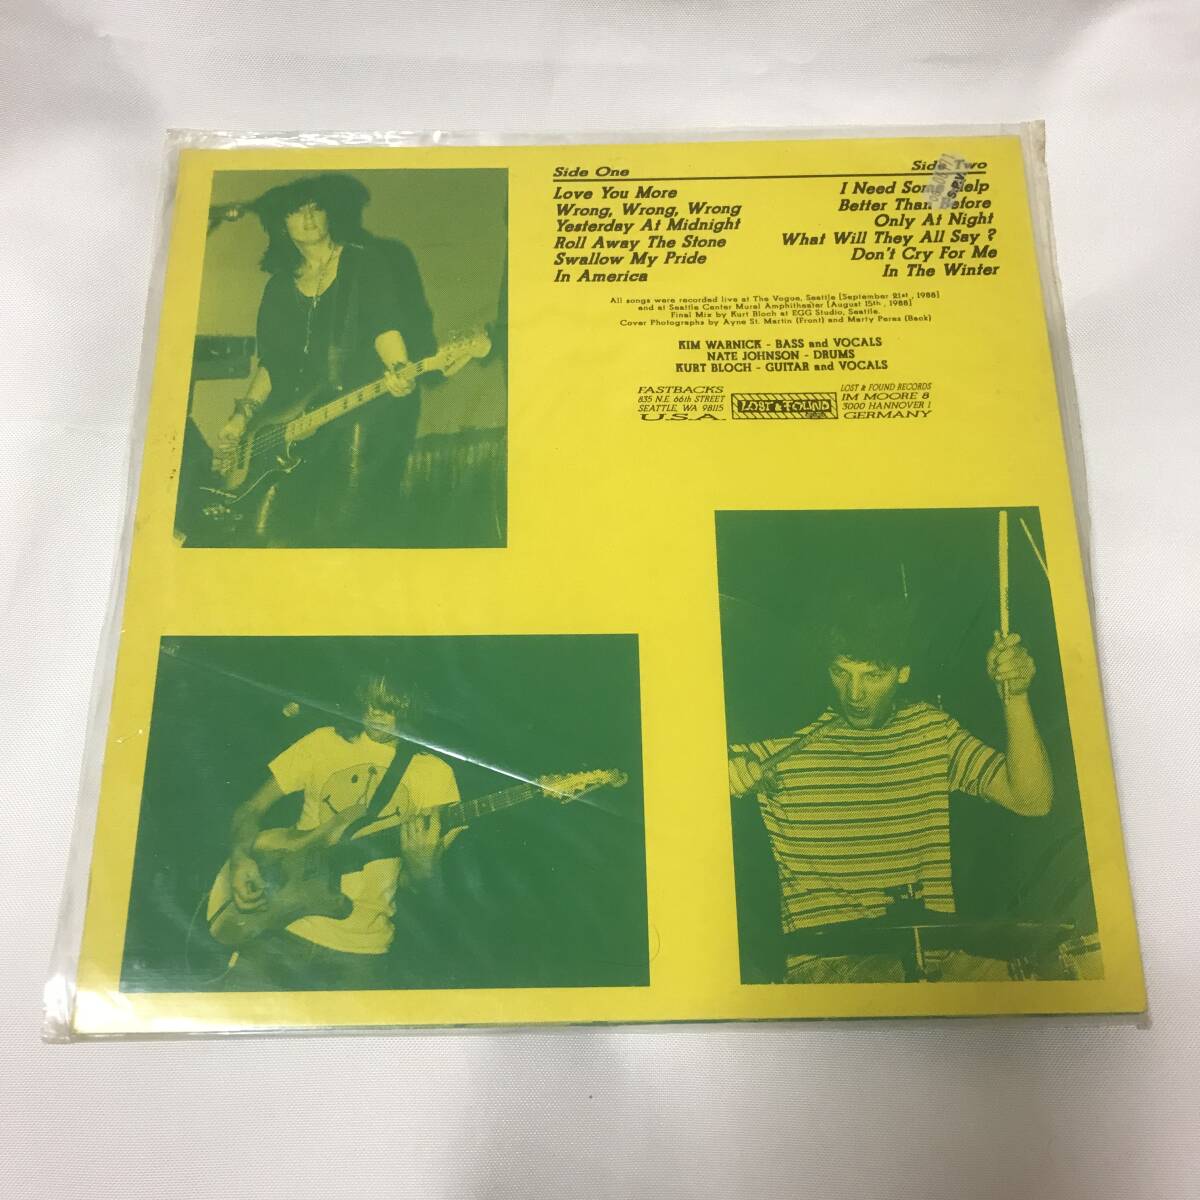 Side One
Love You More
Wrong, Wrong, Wrong
Yesterday At Midnight
Roll Away The Stone
Swallow My Pride
In America
Side Two
I Need Some Help
Better Than Before
Only At Night
What Will They All Say ?
Don't Cry For Me
In The Winter
All songs were recorded live at The Vogue, Seattle [September 21st , 1988]
and at Seattle Center Mural Amphitheater [August 15th , 1988]
Final Mix by Kurt Bloch at EGG Studio, Seattle.
Cover Photographs by Ayne St. Martin (Front) and Marty Perez (Back)
KIM WARNICK - BASS and VOCALS
NATE JOHNSON - DRUMS
KURT BLOCH - GUITAR and VOCALS
FASTBACKS
835 N.E. 66th STREET
SEATTLE, WA 98115
U.S.A.
LOST & FOUND
LOST & FOUND RECORDS
IM MOORE 8
3000 HANNOVER 1
GERMANY